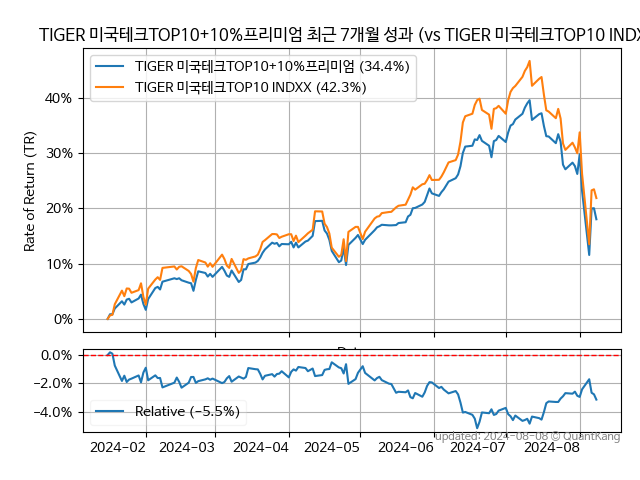 TIGER 미국테크TOP10+10%프리미엄 최근 7개월 성과 (vs TIGER 미국테크TOP10 INDX
TIGER 미국테크TOP10+10%프리미엄 (34.4%)
TIGER 미국테크TOP10 INDXX (42.3%)
Rate of Return (TR)
40%
30%
20%
10%
0%
0.0%
−2.0%
−4.0%
Relative (−5.5%)
updated: 2024-08-08 © QuantKang
2024−02 2024−03 2024−04 2024−05 2024−06 2024−07 2024−08